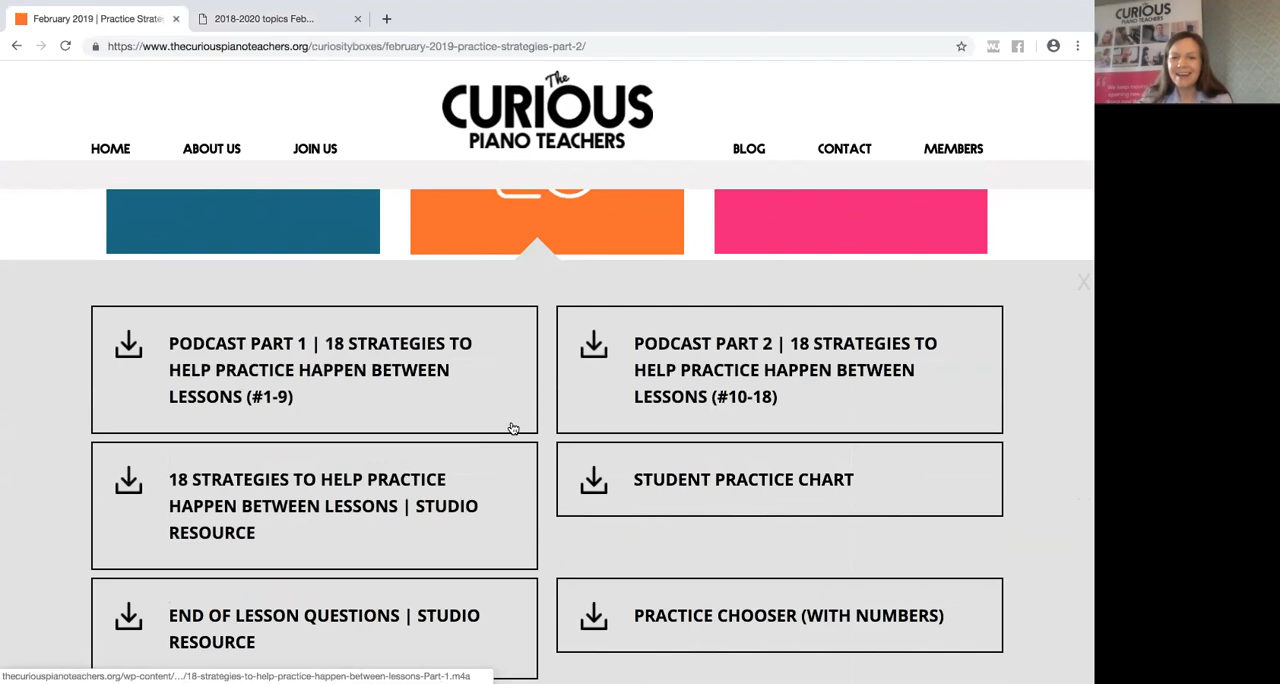 February 2019 | Practice Strate
2018-2020 topics Feb...
https://www.thecuriouspianoteachers.org/curiosityboxes/february-2019-practice-strategies-part-2/
The
CURIOUS
PIANO TEACHERS
HOME
ABOUT US
JOIN US
BLOG
CONTACT
MEMBERS
X
PODCAST PART 1 | 18 STRATEGIES TO
HELP PRACTICE HAPPEN BETWEEN
LESSONS (#1-9)
PODCAST PART 2 | 18 STRATEGIES TO
HELP PRACTICE HAPPEN BETWEEN
LESSONS (#10-18)
18 STRATEGIES TO HELP PRACTICE
HAPPEN BETWEEN LESSONS | STUDIO
RESOURCE
STUDENT PRACTICE CHART
END OF LESSON QUESTIONS | STUDIO
RESOURCE
PRACTICE CHOOSER (WITH NUMBERS)
thecuriouspianoteachers.org/wp-content/.../18-strategies-to-help-practice-happen-between-lessons-Part-1.m4a
CURIOUS
PIANO TEACHERS